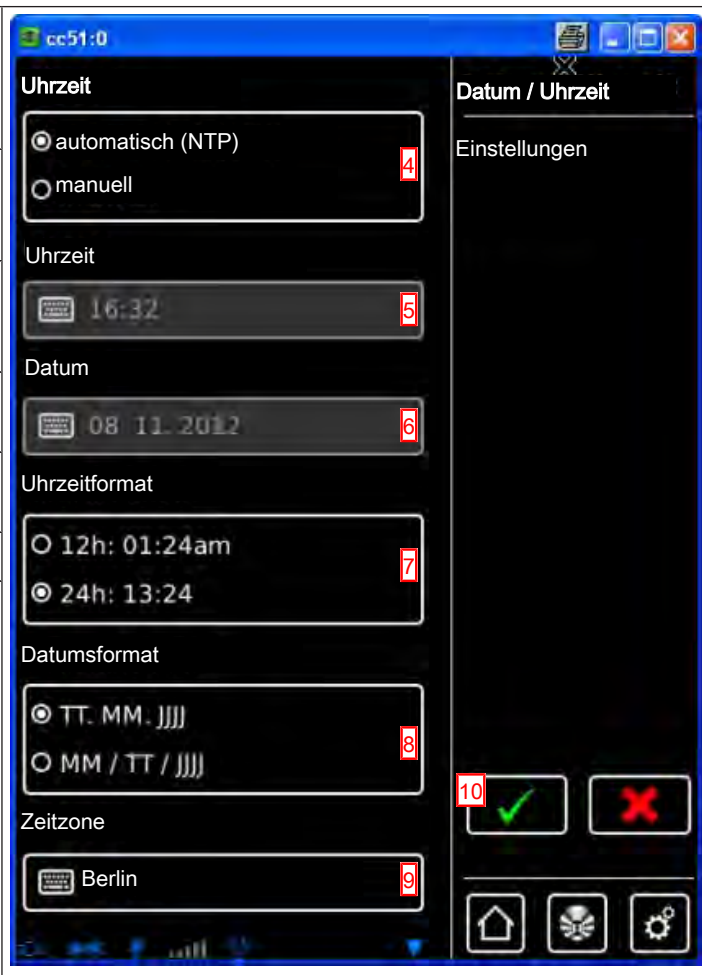 cc51:0
Uhrzeit
automatisch (NTP)
manuell
4
Uhrzeit
16:32
5
Datum
08 11. 2012
6
Uhrzeitformat
12h: 01:24am
24h: 13:24
7
Datumsformat
TT. MM. JJJJ
MM / TT / JJJJ
8
Zeitzone
Berlin
9
Datum / Uhrzeit
Einstellungen
10